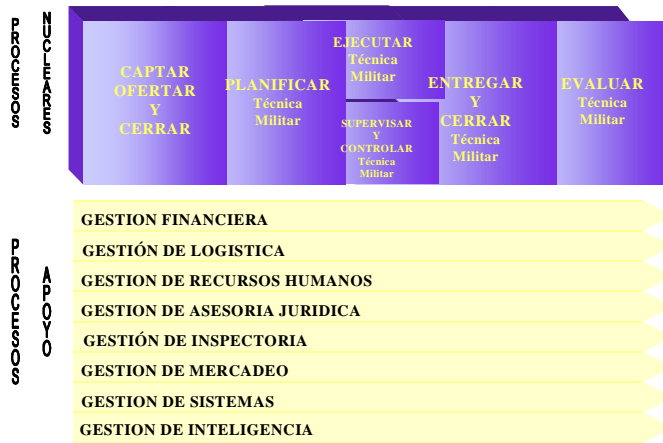 PROCESOS
NUCLEARES
CAPTAR
OFERTAR
Y
CERRAR
PLANIFICAR
Técnica
Militar
EJECUTAR
Técnica
Militar
SUPERVISAR
Y
CONTROLAR
Técnica
Militar
ENTREGAR
Y
CERRAR
Técnica
Militar
EVALUAR
Técnica
Militar
PROCESOS
APOYO
GESTION FINANCIERA
GESTIÓN DE LOGISTICA
GESTION DE RECURSOS HUMANOS
GESTION DE ASESORIA JURIDICA
GESTIÓN DE INSPECTORIA
GESTION DE MERCADEO
GESTION DE SISTEMAS
GESTION DE INTELIGENCIA